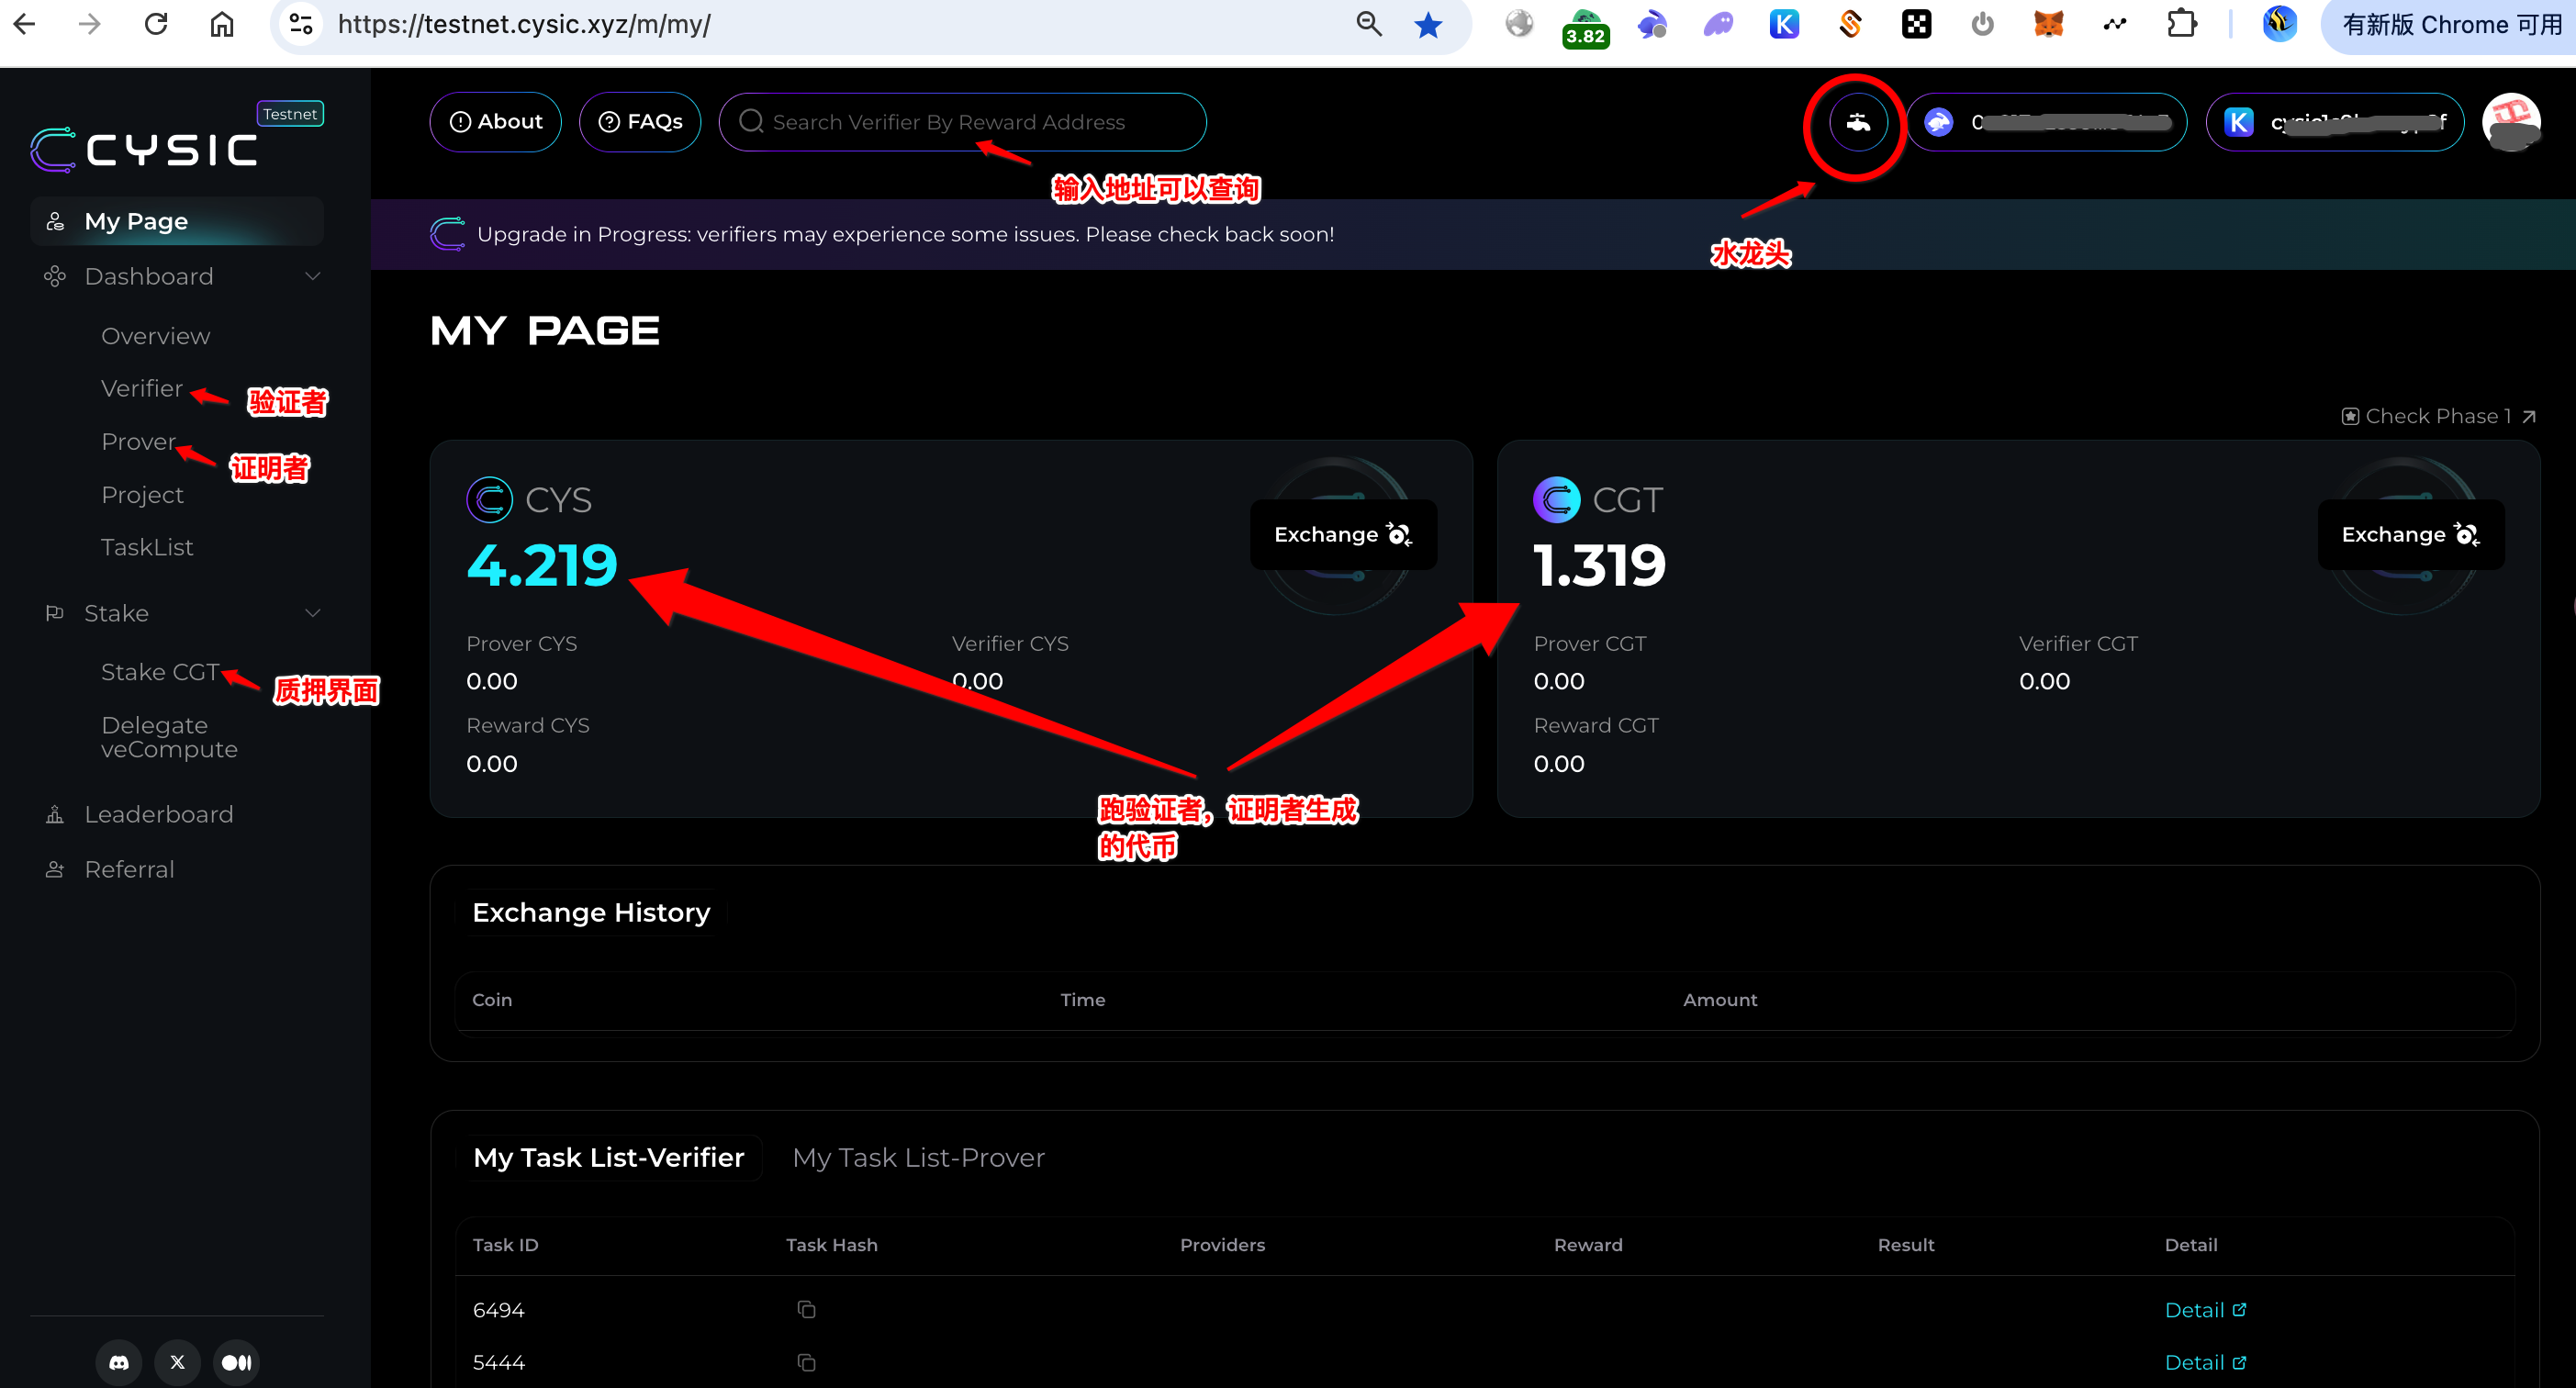 https://testnet.cysic.xyz/m/my/
3.82
有新版 Chrome 可用
Testnet
CYSIC
About
FAQs
Search Verifier By Reward Address
输入地址可以查询
水龙头
Upgrade in Progress: verifiers may experience some issues. Please check back soon!
My Page
Dashboard
Overview
Verifier
验证者
Prover
证明者
Project
TaskList
Stake
Stake CGT
质押界面
Delegate
veCompute
Leaderboard
Referral
MY PAGE
Check Phase 1
CYS
4.219
Exchange
Prover CYS
0.00
Verifier CYS
0.00
Reward CYS
0.00
CGT
1.319
Exchange
Prover CGT
0.00
Verifier CGT
0.00
Reward CGT
0.00
跑验证者，证明者生成
的代币
Exchange History
Coin Time Amount
My Task List-Verifier My Task List-Prover
Task ID Task Hash Providers Reward Result Detail
6494 Detail
5444 Detail